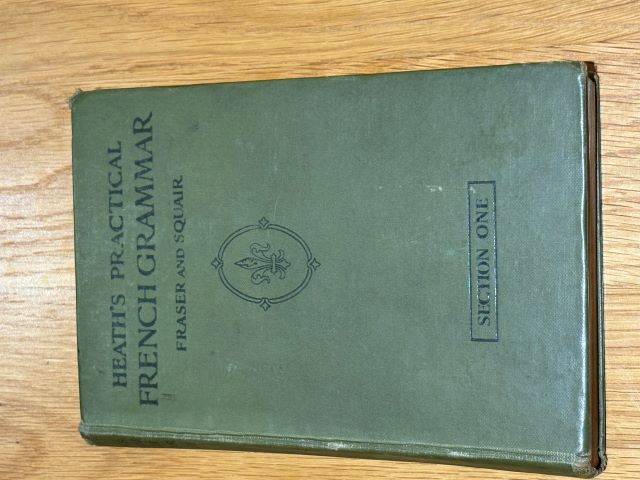 HEATH'S PRACTICAL
FRENCH GRAMMAR
FRASER AND SQUAIR
SECTION ONE